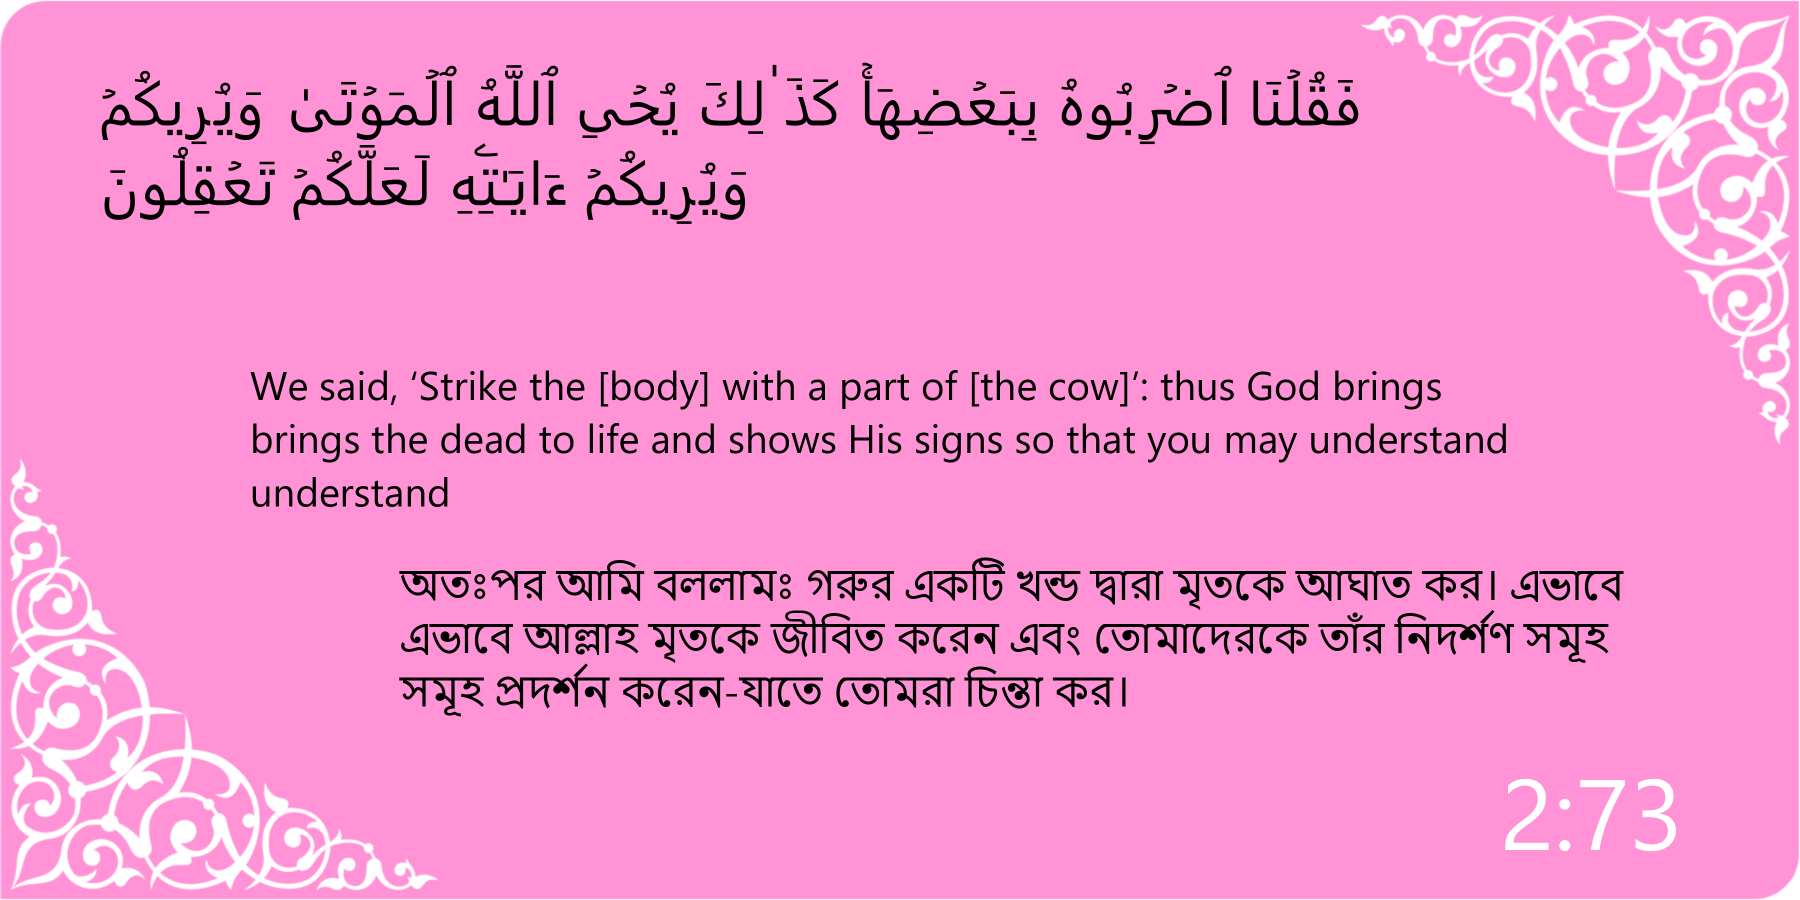 فَقُلۡنَا ٱضۡرِبُوهُ بِبَعۡضِهَاۚ كَذَٰلِكَ يُحۡيِ ٱللَّهُ ٱلۡمَوۡتَىٰ وَيُرِيكُمۡ
وَيُرِيكُمۡ ءَايَٰتِهِۦ لَعَلَّكُمۡ تَعۡقِلُونَ
We said, ‘Strike the [body] with a part of [the cow]’: thus God brings
brings the dead to life and shows His signs so that you may understand
understand
অতঃপর আমি বললামঃ গরুর একটি খন্ড দ্বারা মৃতকে আঘাত কর। এভাবে
এভাবে আল্লাহ মৃতকে জীবিত করেন এবং তোমাদেরকে তাঁর নিদর্শণ সমূহ
সমূহ প্রদর্শন করেন-যাতে তোমরা চিন্তা কর।
2:73